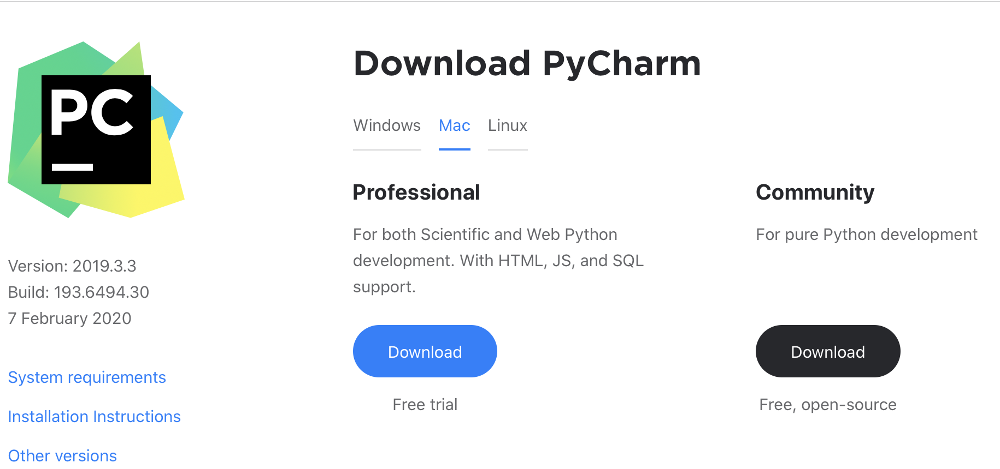 PC
Version: 2019.3.3
Build: 193.6494.30
7 February 2020
System requirements
Installation Instructions
Other versions
Download PyCharm
Windows
Mac
Linux
Professional
For both Scientific and Web Python
development. With HTML, JS, and SQL
support.
Download
Free trial
Community
For pure Python development
Download
Free, open-source